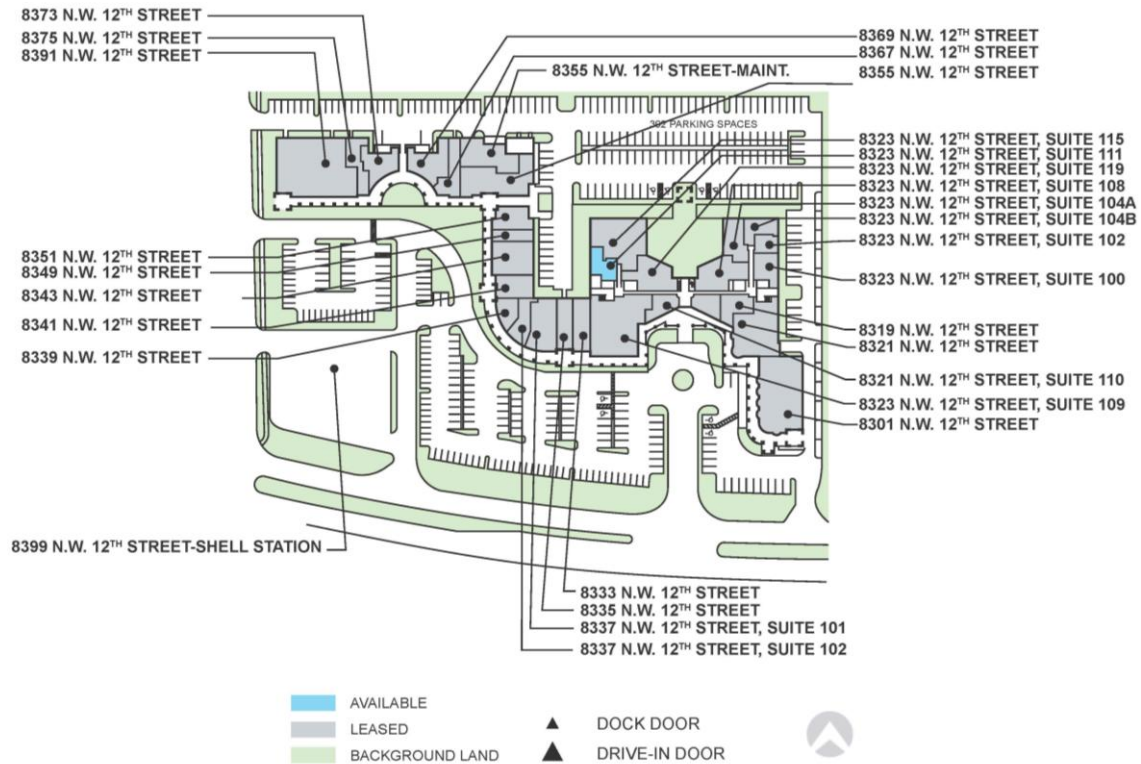 8373 N.W. 12TH STREET
8375 N.W. 12TH STREET
8391 N.W. 12TH STREET
8369 N.W. 12TH STREET
8367 N.W. 12TH STREET
8355 N.W. 12TH STREET-MAINT.
8355 N.W. 12TH STREET
392 PARKING SPACES
8323 N.W. 12TH STREET, SUITE 115
8323 N.W. 12TH STREET, SUITE 111
8323 N.W. 12TH STREET, SUITE 119
8323 N.W. 12TH STREET, SUITE 108
8323 N.W. 12TH STREET, SUITE 104A
8323 N.W. 12TH STREET, SUITE 104B
8323 N.W. 12TH STREET, SUITE 102
8323 N.W. 12TH STREET, SUITE 100
8351 N.W. 12TH STREET
8349 N.W. 12TH STREET
8343 N.W. 12TH STREET
8341 N.W. 12TH STREET
8339 N.W. 12TH STREET
8319 N.W. 12TH STREET
8321 N.W. 12TH STREET
8321 N.W. 12TH STREET, SUITE 110
8323 N.W. 12TH STREET, SUITE 109
8301 N.W. 12TH STREET
8399 N.W. 12TH STREET-SHELL STATION
8333 N.W. 12TH STREET
8335 N.W. 12TH STREET
8337 N.W. 12TH STREET, SUITE 101
8337 N.W. 12TH STREET, SUITE 102
AVAILABLE
LEASED
BACKGROUND LAND
DOCK DOOR
DRIVE-IN DOOR